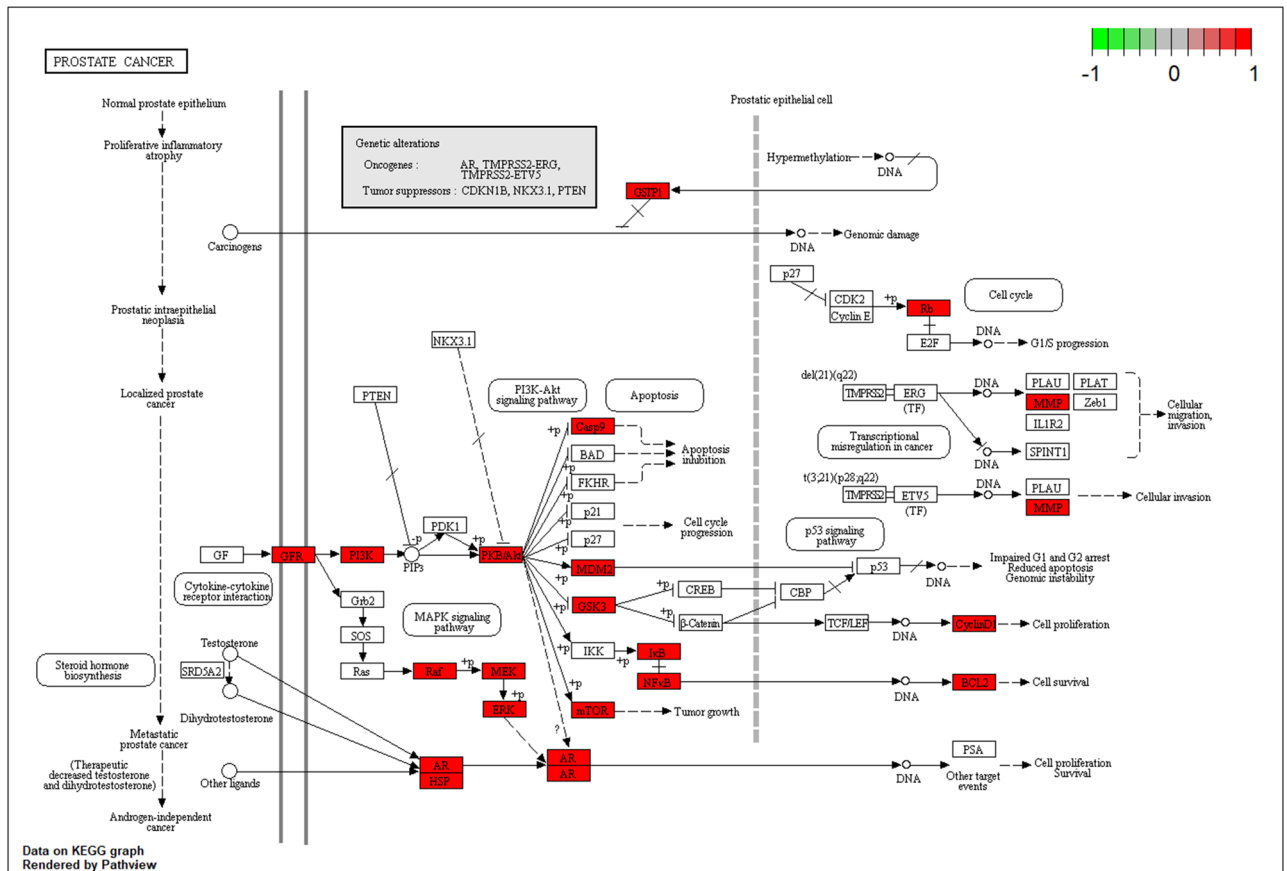 PROSTATE CANCER
-1 0 1
Normal prostate epithelium
Proliferative inflammatory
atrophy
Prostatic intraepithelial
neoplasia
Localized prostate
cancer
Metastatic
prostate cancer
(Therapeutic
decreased testosterone
and dihydrotestosterone)
Androgen-independent
cancer
Prostatic epithelial cell
Genetic alterations
Oncogenes : AR, TMPRSS2-ERG,
TMPRSS2-ETV5
Tumor suppressors : CDKN1B, NKX3.1, PTEN
Hypermethylation
DNA
GSTP1
Carcinogens
DNA
Genomic damage
p27
CDK2
Cyclin E
+p
Rb
Cell cycle
E2F
DNA
G1/S progression
NKX3.1
PTEN
PI3K-Akt
signaling pathway
Apoptosis
del(21)(q22)
TMPRSS2
ERG
(TF)
DNA
PLAU
PLAT
MMP
Zeb1
IL1R2
DNA
SPINT1
Cellular
migration,
invasion
Transcriptional
misregulation in cancer
t(3;21)(p28;q22)
TMPRSS2
ETV5
(TF)
DNA
PLAU
MMP
Cellular invasion
+p
Casp9
+p
BAD
+p
FKHR
Apoptosis
inhibition
+p
p21
+p
p27
Cell cycle
progression
GF
GFR
PI3K
PIP3
-p
PDK1
+p
PKB/Akt
+p
MDM2
p53 signaling
pathway
p53
DNA
Impaired G1 and G2 arrest
Reduced apoptosis
Genomic instability
Cytokine-cytokine
receptor interaction
+p
GSK3
+p
CREB
CBP
+p
β-Catenin
TCF/LEF
DNA
CyclinD1
Cell proliferation
Grb2
SOS
Ras
MAPK signaling
pathway
Raf
+p
MEK
+p
ERK
+p
IKK
+p
IκB
NFκB
DNA
BCL2
Cell survival
+p
mTOR
Tumor growth
Steroid hormone
biosynthesis
Testosterone
SRD5A2
Dihydrotestosterone
Other ligands
AR
HSP
?
AR
AR
DNA
PSA
Other target
events
Cell proliferation
Survival
Data on KEGG graph
Rendered by Pathview